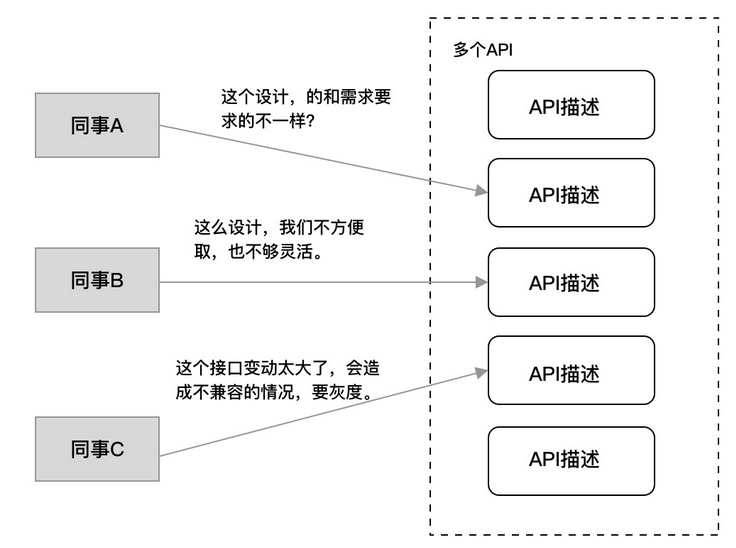 多个API
API描述
同事A
这个设计，的和需求要
求的不一样？
API描述
这么设计，我们不方便
取，也不够灵活。
同事B
API描述
这个接口变动太大了，会造
成不兼容的情况，要灰度。
API描述
同事C
API描述